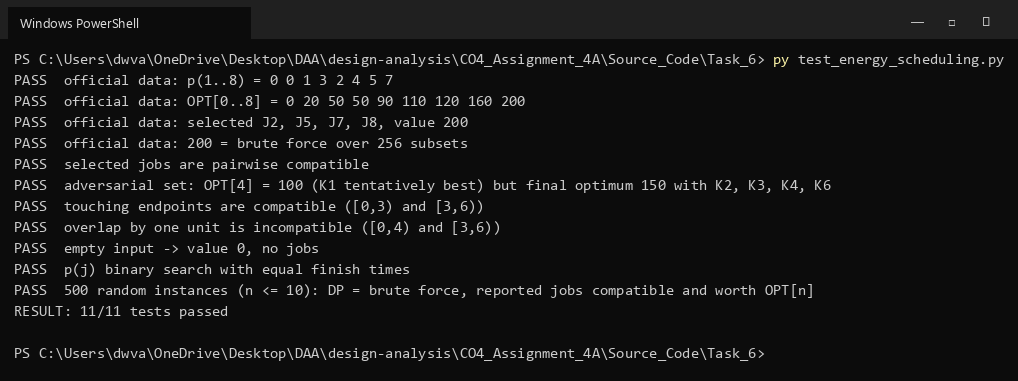 Windows PowerShell
PS C:\Users\dwva\OneDrive\Desktop\DAA\design-analysis\CO4_Assignment_4A\Source_Code\Task_6> py test_energy_scheduling.py
PASS  official data: p(1..8) = 0 0 1 3 2 4 5 7
PASS  official data: OPT[0..8] = 0 20 50 50 90 110 120 160 200
PASS  official data: selected J2, J5, J7, J8, value 200
PASS  official data: 200 = brute force over 256 subsets
PASS  selected jobs are pairwise compatible
PASS  adversarial set: OPT[4] = 100 (K1 tentatively best) but final optimum 150 with K2, K3, K4, K6
PASS  touching endpoints are compatible ([0,3) and [3,6))
PASS  overlap by one unit is incompatible ([0,4) and [3,6))
PASS  empty input -> value 0, no jobs
PASS  p(j) binary search with equal finish times
PASS  500 random instances (n <= 10): DP = brute force, reported jobs compatible and worth OPT[n]
RESULT: 11/11 tests passed
PS C:\Users\dwva\OneDrive\Desktop\DAA\design-analysis\CO4_Assignment_4A\Source_Code\Task_6>